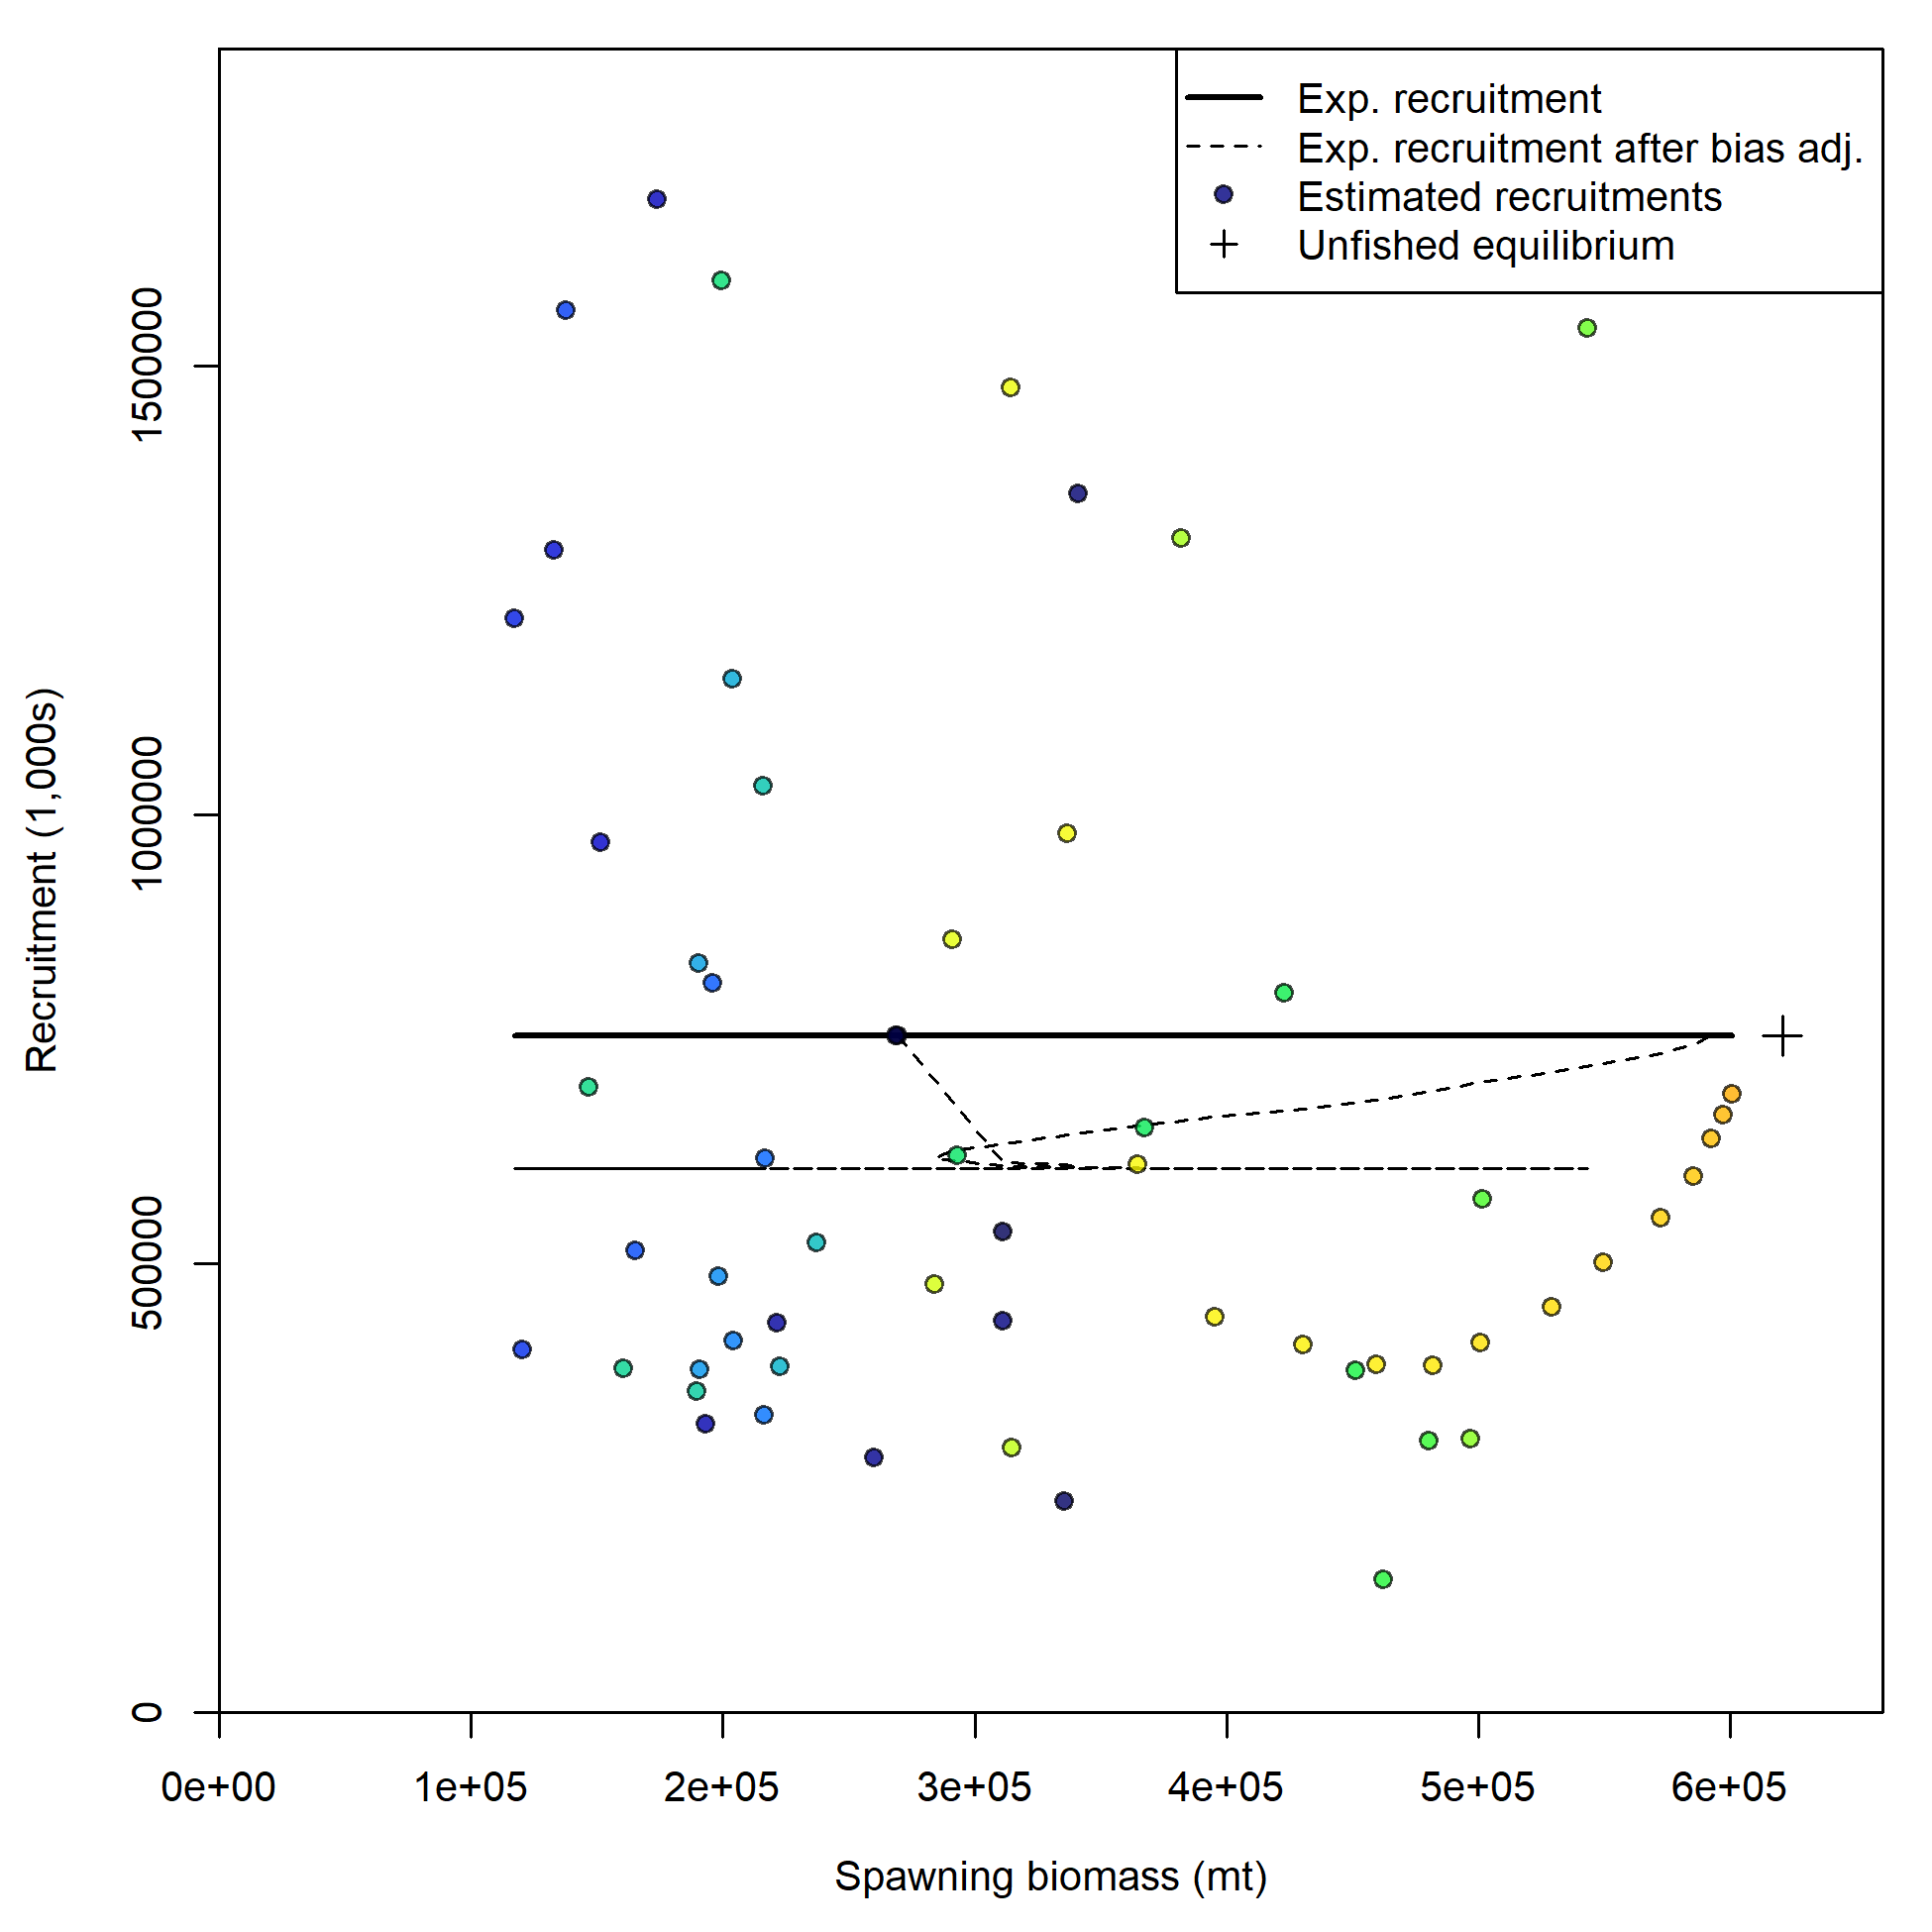 Exp. recruitment
Exp. recruitment after bias adj.
Estimated recruitments
Unfished equilibrium
Recruitment (1,000s)
1500000
1000000
500000
0
0e+00 1e+05 2e+05 3e+05 4e+05 5e+05 6e+05
Spawning biomass (mt)